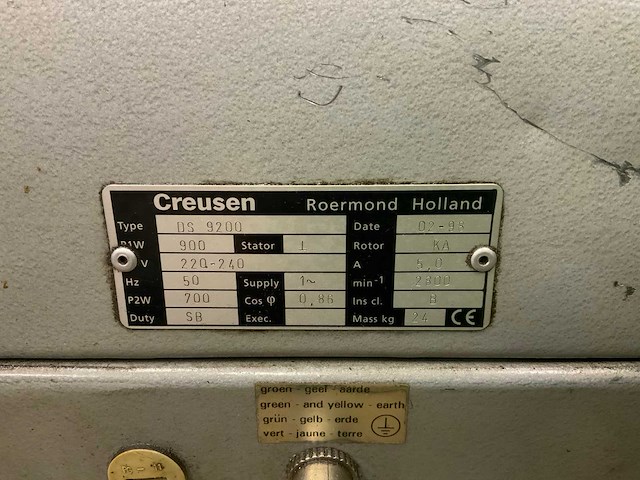 Creusen Roermond Holland
Type DS 9200 Date 02-98
P1W 900 Stator 1 Rotor KA
V 220-240 A 5,0
Hz 50 Supply 1~ min-1 2800
P2W 700 Cos φ 0,86 Ins cl. B
Duty SB Exec. Mass kg 24 CE
groen - geel - aarde
green - and yellow - earth
grün - gelb - erde
vert - jaune - terre